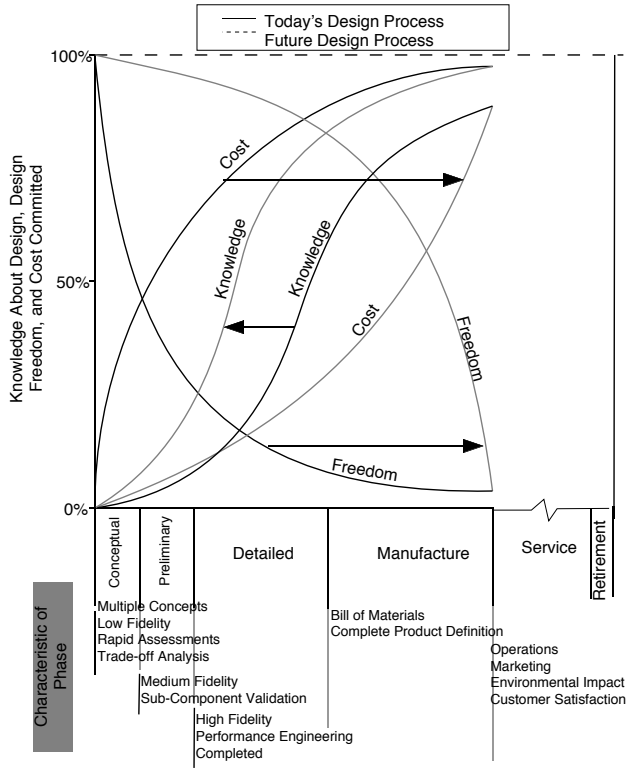 Today's Design Process
Future Design Process
100%
50%
0%
Knowledge About Design, Design
Freedom, and Cost Committed
Cost
Knowledge
Knowledge
Cost
Freedom
Freedom
Conceptual
Preliminary
Detailed
Manufacture
Service
Retirement
Characteristic of
Phase
Multiple Concepts
Low Fidelity
Rapid Assessments
Trade-off Analysis
Medium Fidelity
Sub-Component Validation
High Fidelity
Performance Engineering
Completed
Bill of Materials
Complete Product Definition
Operations
Marketing
Environmental Impact
Customer Satisfaction